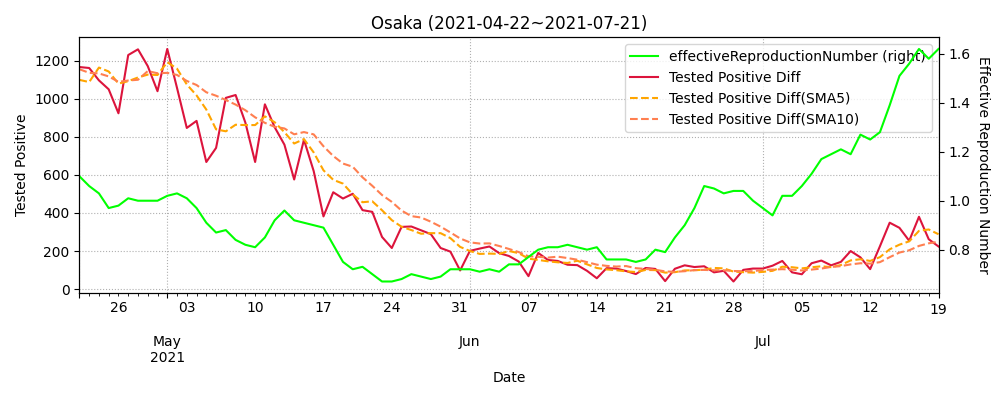 Osaka (2021-04-22~2021-07-21)
effectiveReproductionNumber (right)
Tested Positive Diff
Tested Positive Diff(SMA5)
Tested Positive Diff(SMA10)
Tested Positive
1200
1000
800
600
400
200
0
1.6
1.4
1.2
1.0
0.8
Effective Reproduction Number
26 03 10 17 24 31 07 14 21 28 05 12 19
May Jun Jul
2021
Date